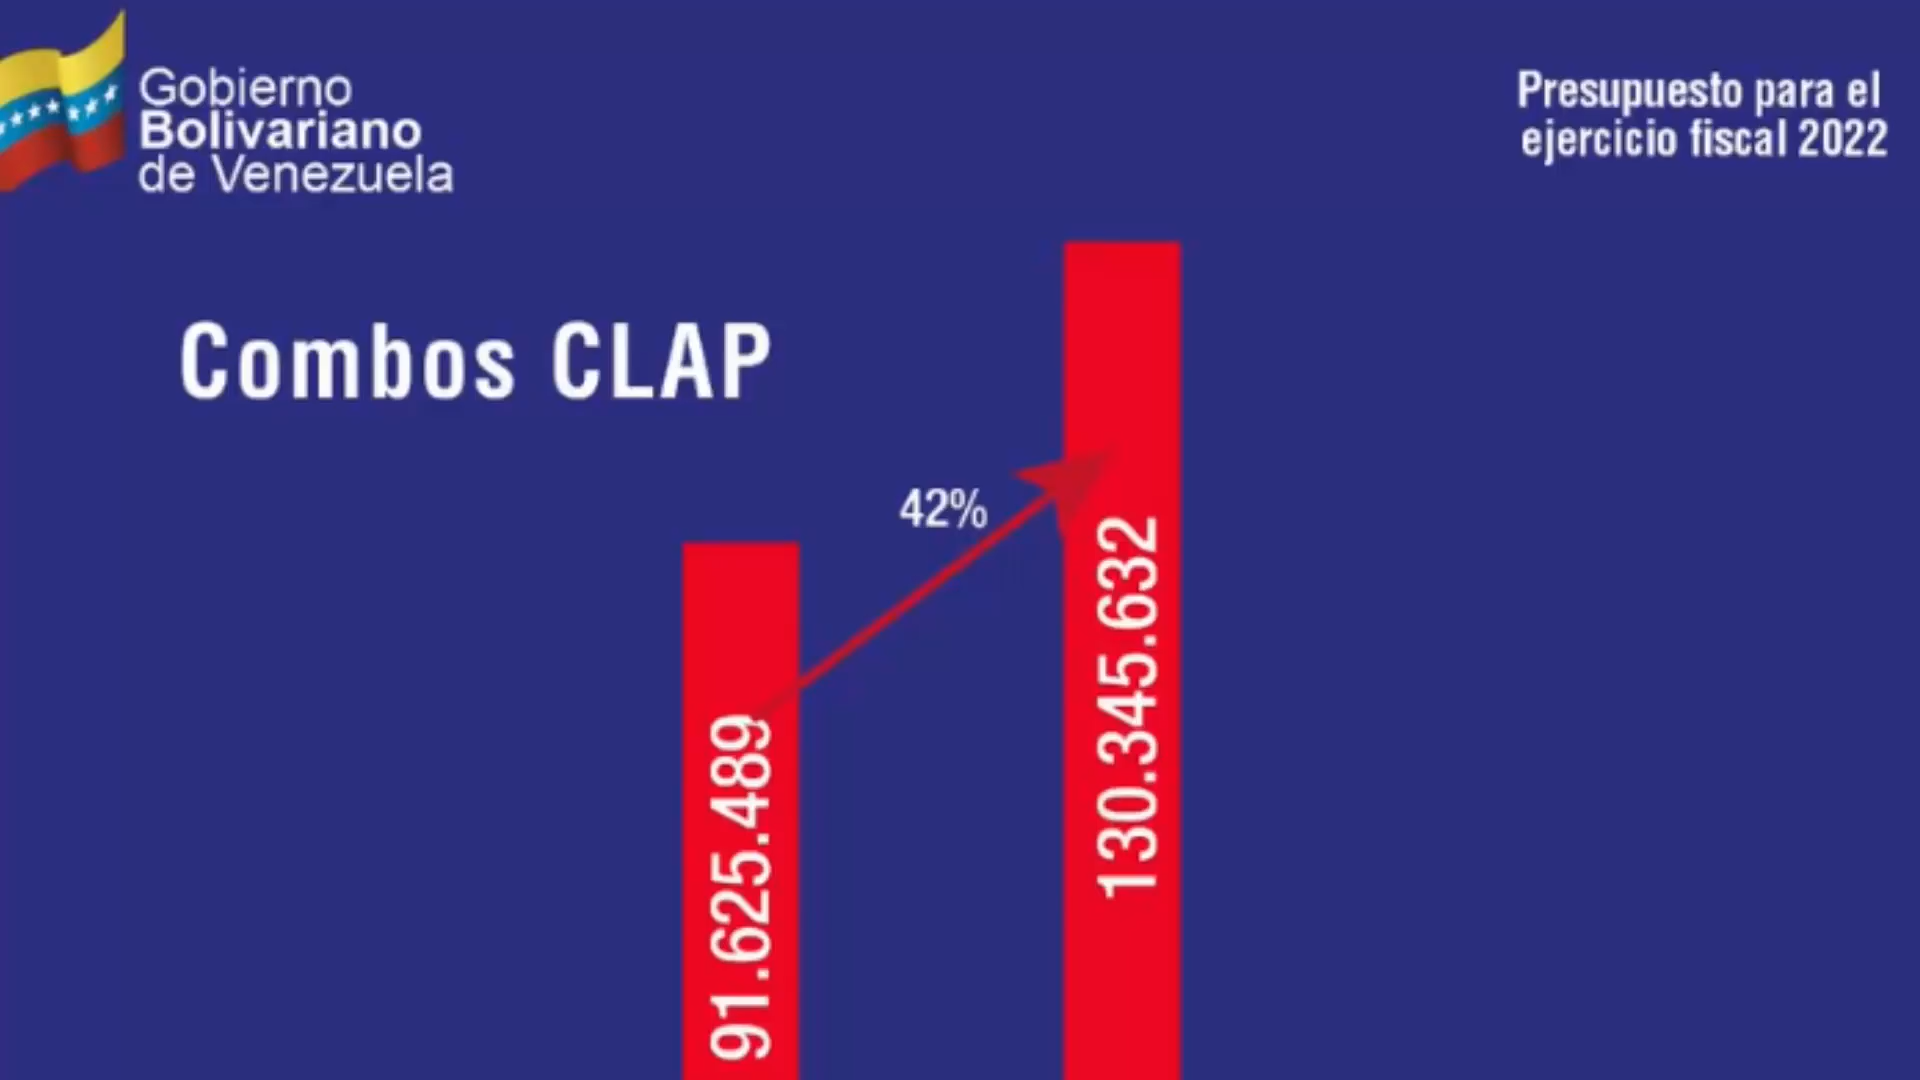 Gobierno
Bolivariano
de Venezuela
Presupuesto para el
ejercicio fiscal 2022
Combos CLAP
42%
91.625.489
130.345.632